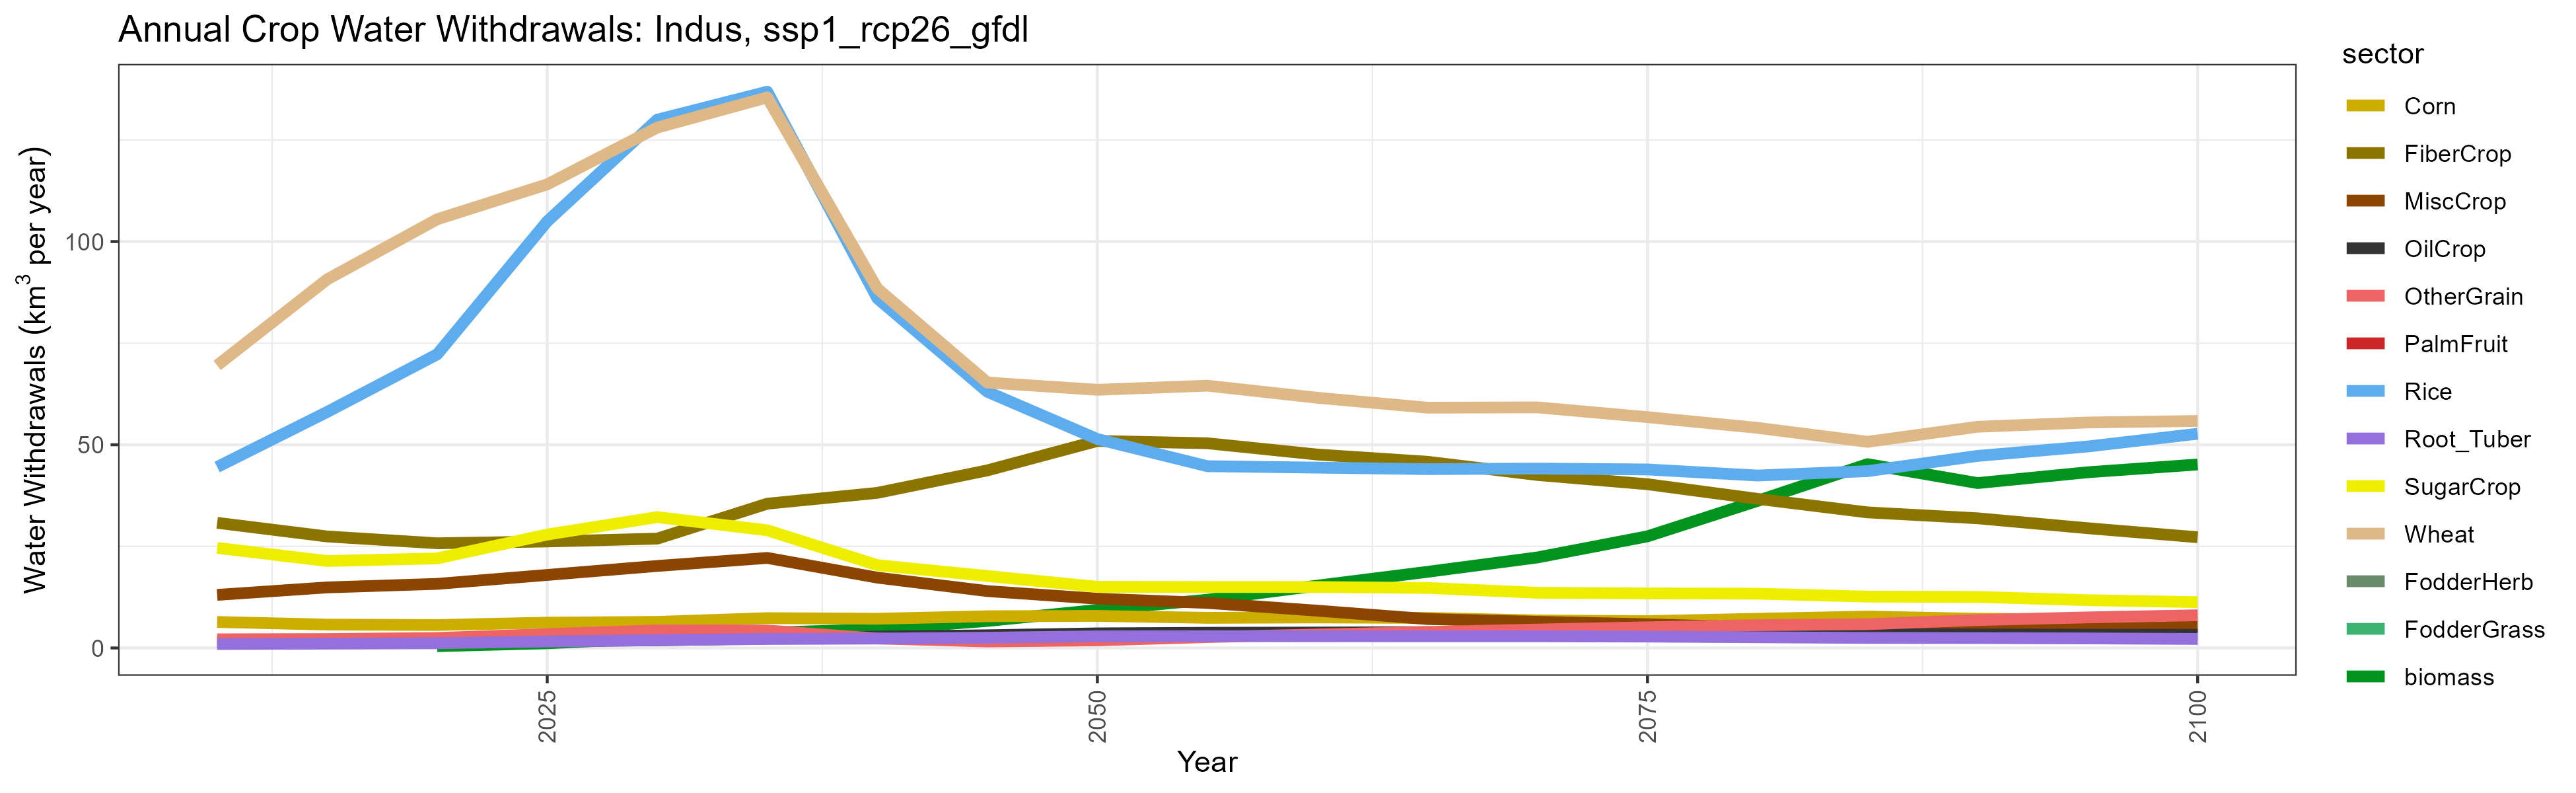 Annual Crop Water Withdrawals: Indus, ssp1_rcp26_gfdl
Water Withdrawals (km³ per year)
100
50
0
2025
2050
2075
2100
Year
sector
Corn
FiberCrop
MiscCrop
OilCrop
OtherGrain
PalmFruit
Rice
Root_Tuber
SugarCrop
Wheat
FodderHerb
FodderGrass
biomass